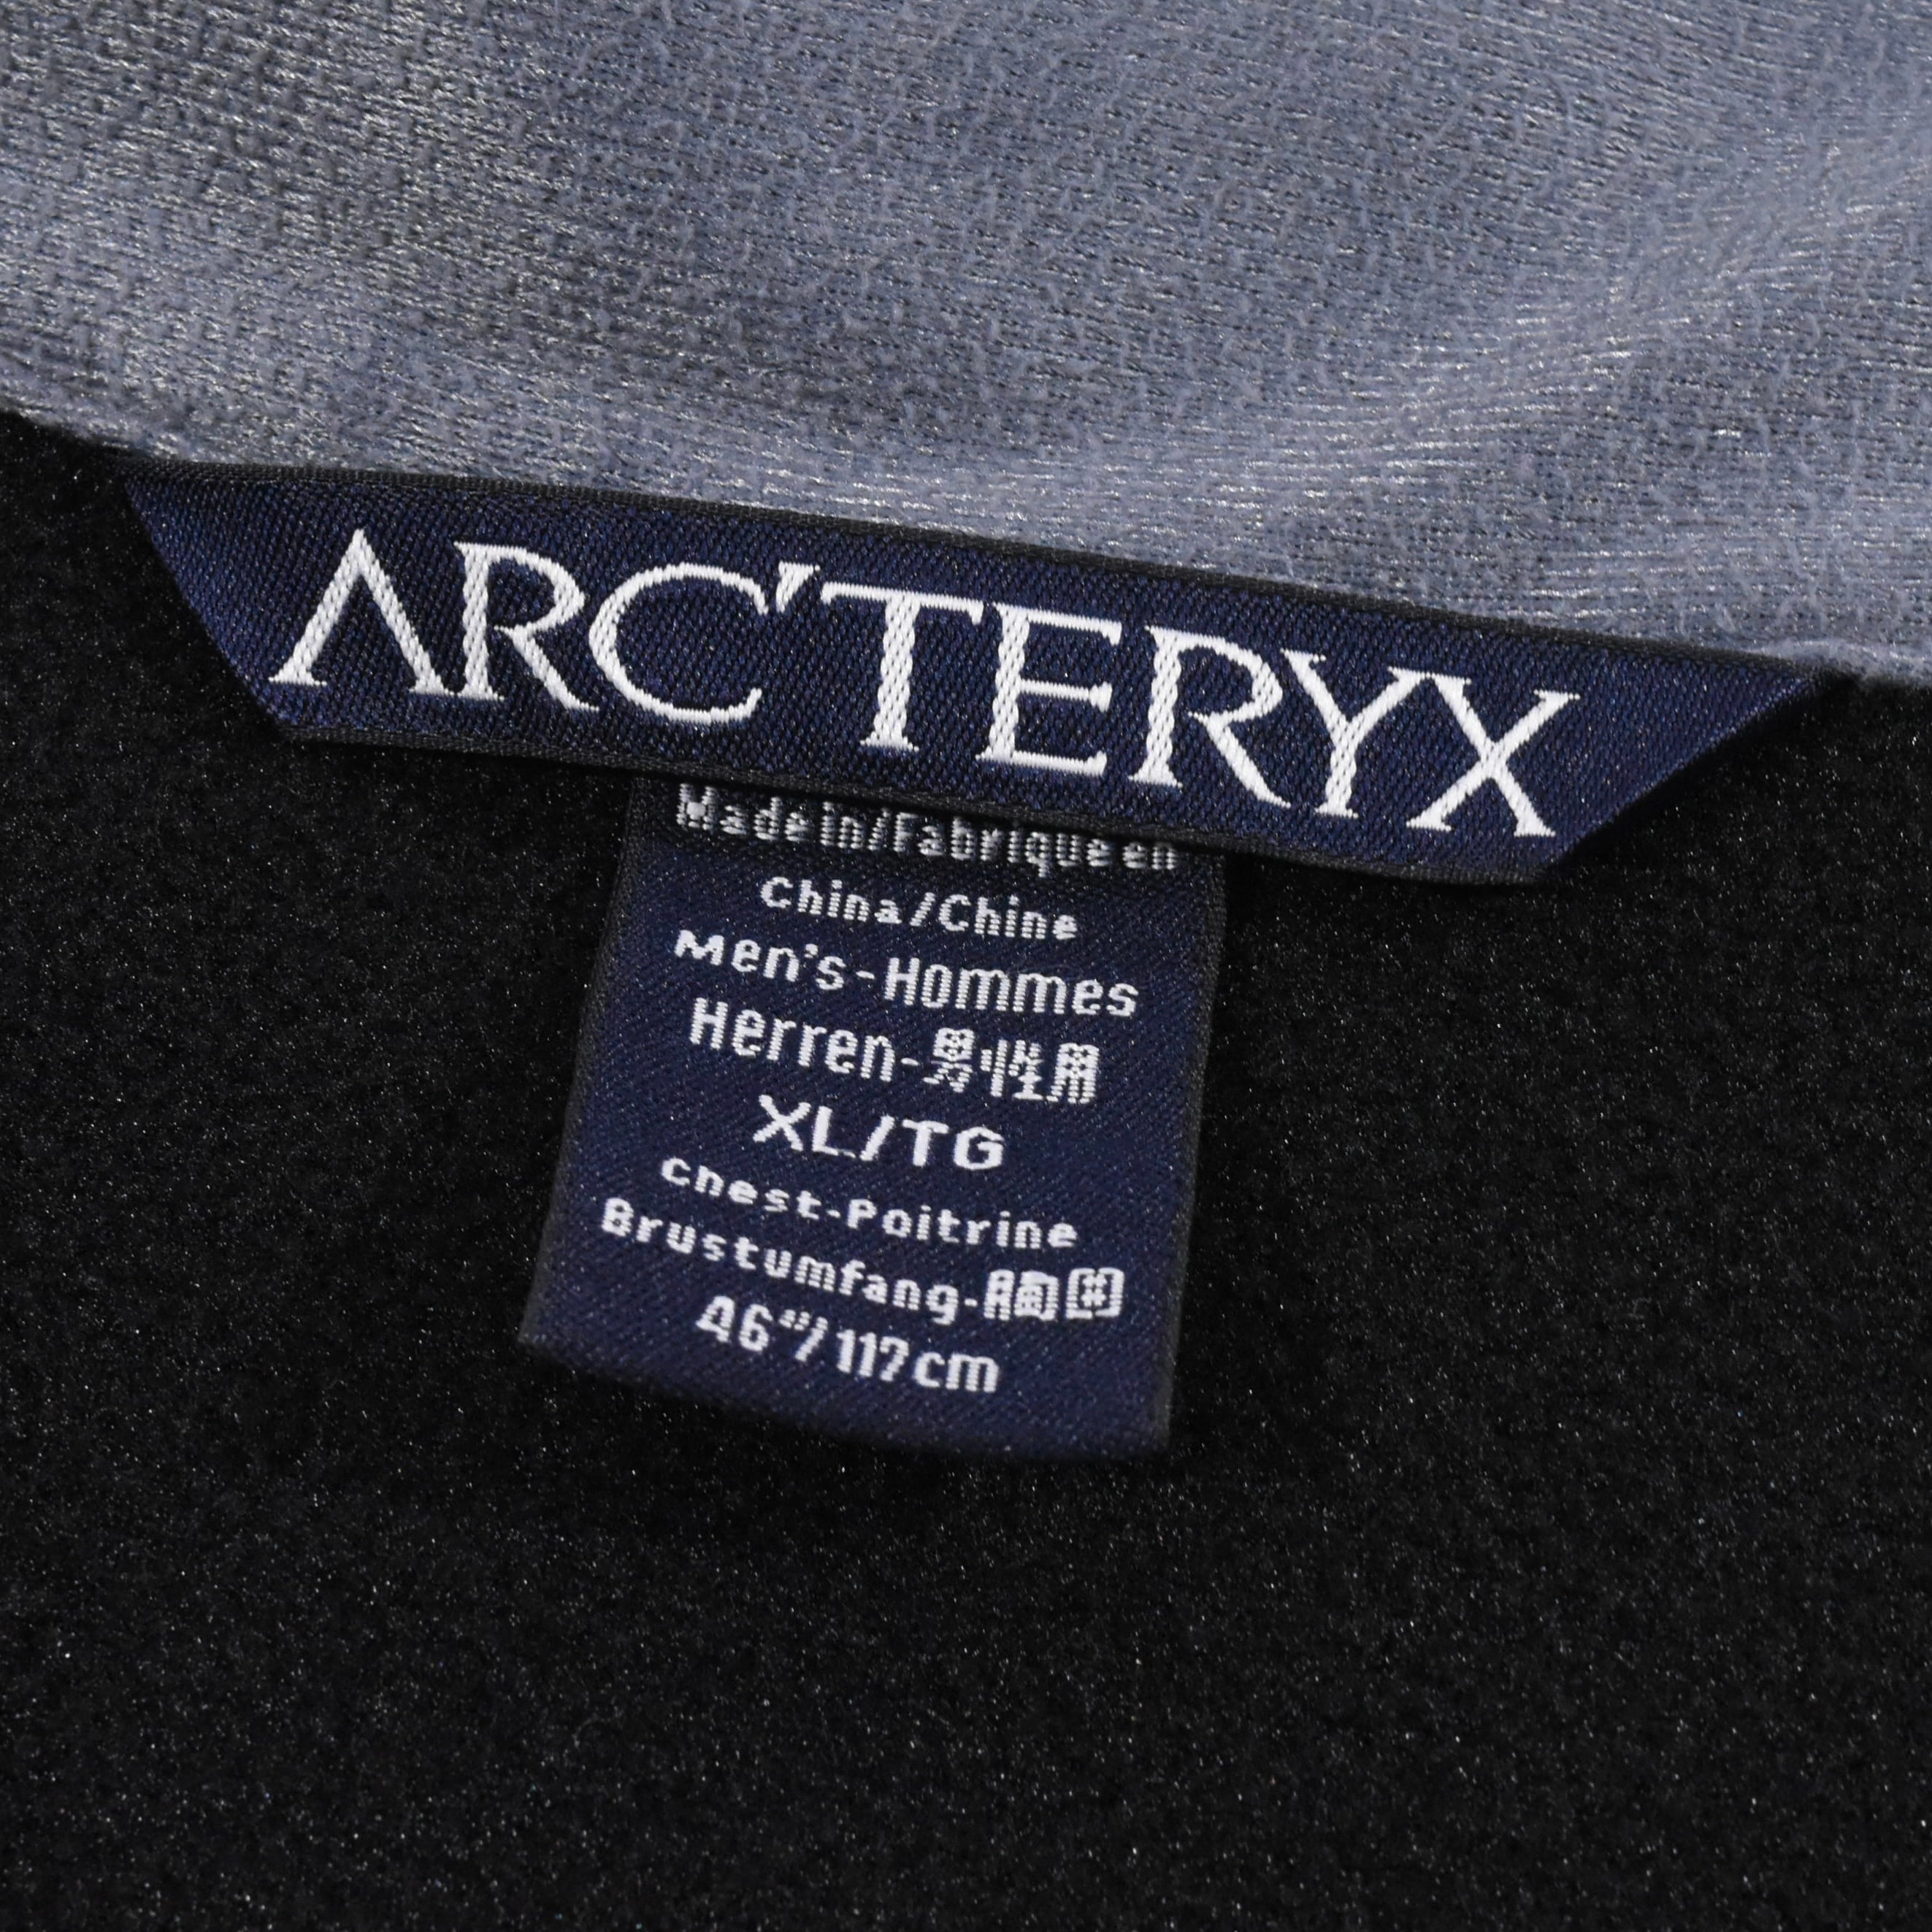 ARC'TERYX
Made in/Fabrique en
China/Chine
Men's-Hommes
Herren-男性用
XL/TG
Chest-Poitrine
Brustumfang-胸囲
46"/117cm